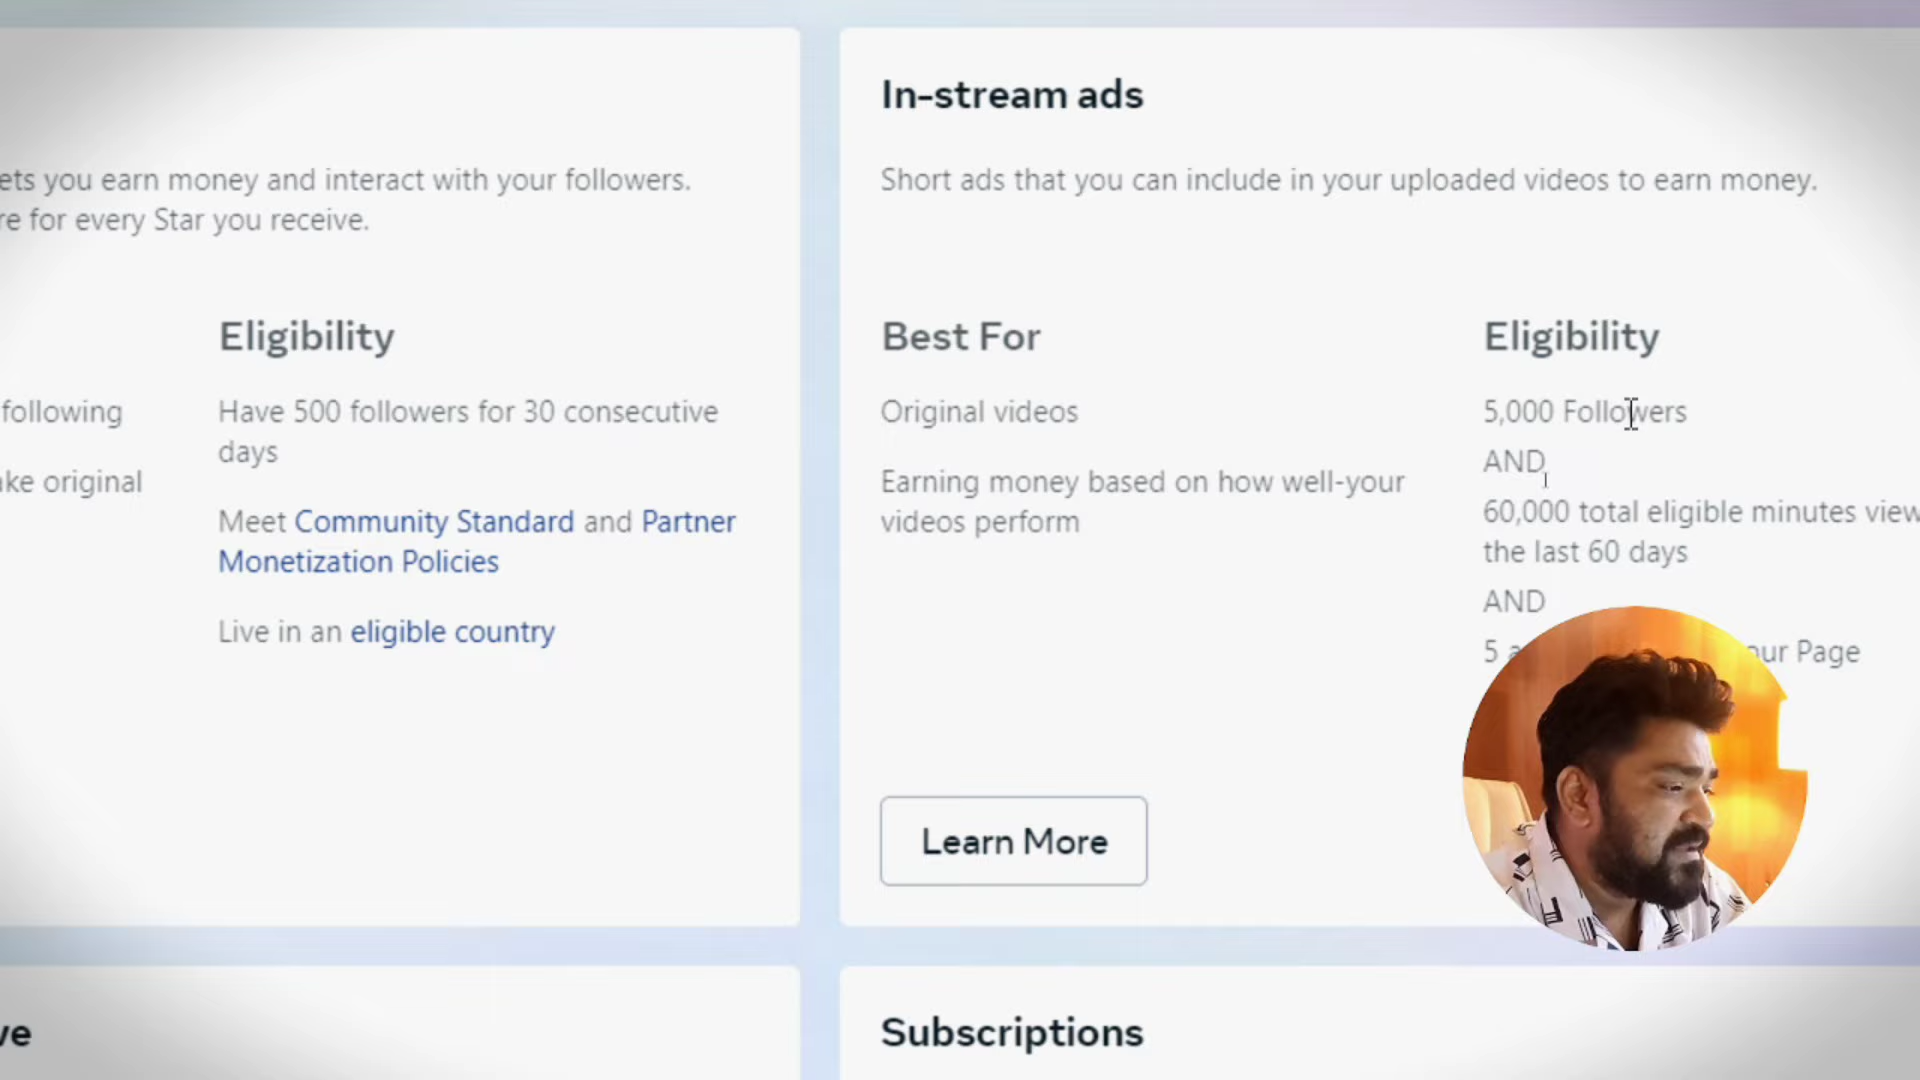 ets you earn money and interact with your followers.
re for every Star you receive.
following
ake original
Eligibility
Have 500 followers for 30 consecutive
days
Meet Community Standard and Partner
Monetization Policies
Live in an eligible country
In-stream ads
Short ads that you can include in your uploaded videos to earn money.
Best For
Original videos
Earning money based on how well-your
videos perform
Eligibility
5,000 Followers
AND
60,000 total eligible minutes view
the last 60 days
AND
5 a
our Page
Learn More
ve
Subscriptions